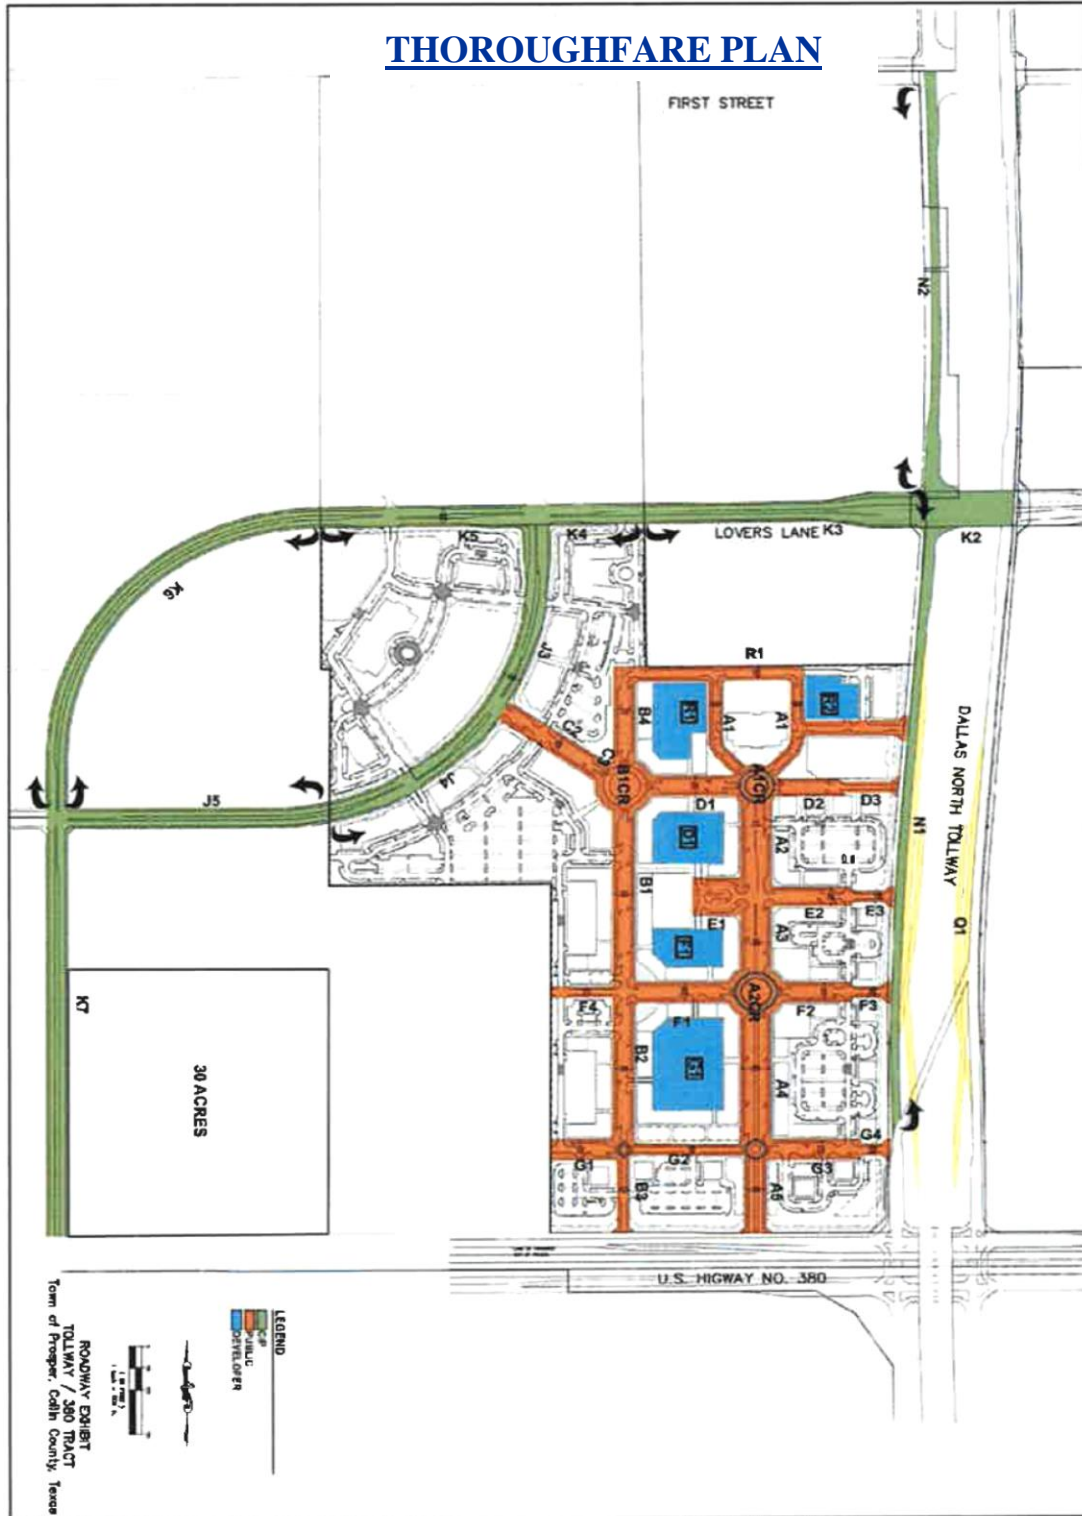 THOROUGHFARE PLAN
FIRST STREET
N2
K5
K4
LOVERS LANE
K3
K2
K6
J3
R1
B4
A1
A1
C2
DALLAS NORTH TOLLWAY
B1CR
A1CR
J4
J5
D1
D2
D3
A2
N1
B1
E1
E2
E3
A3
Q1
A2CR
F4
F1
F2
F3
K7
30 ACRES
B2
A4
G4
G1
G2
G3
B3
A5
U.S. HIGWAY NO. 380
LEGEND
CIP
PUBLIC
DEVELOPER
ROADWAY EXHIBIT
TOLLWAY / 380 TRACT
Town of Prosper, Collin County, Texas